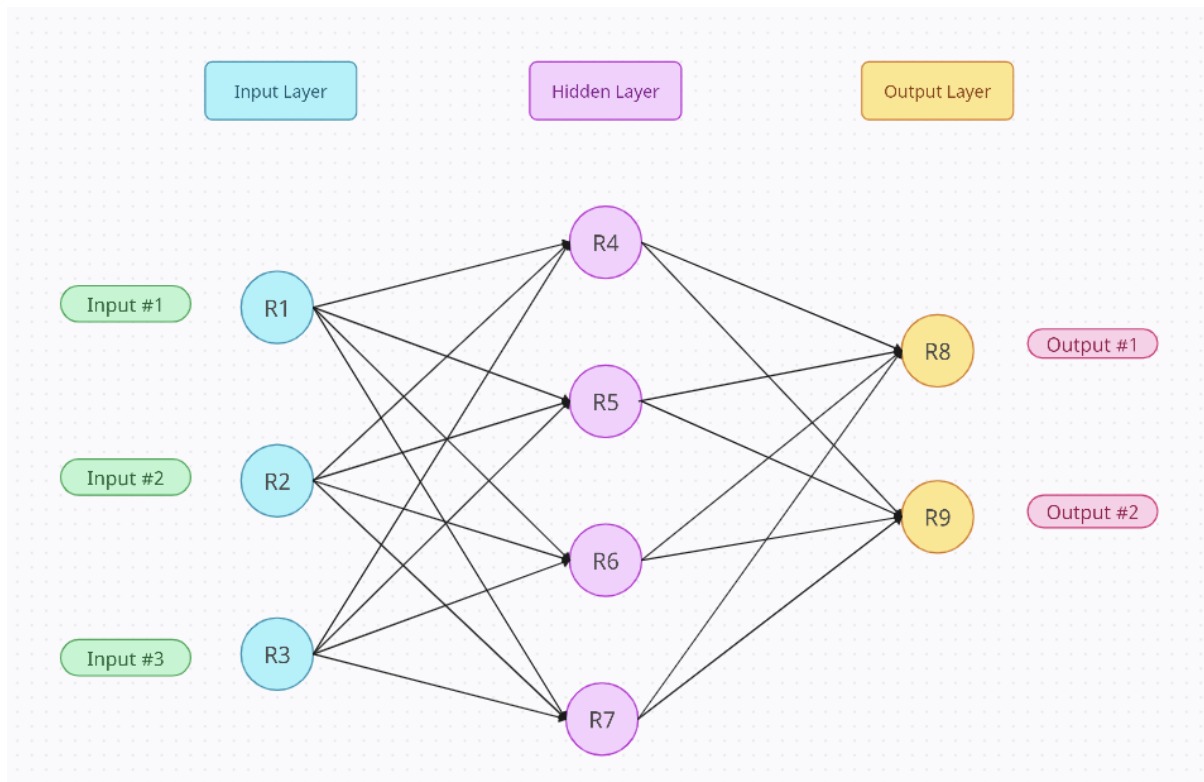 Input Layer
Hidden Layer
Output Layer
R4
Input #1
R1
R8
Output #1
R5
Input #2
R2
R9
Output #2
R6
Input #3
R3
R7